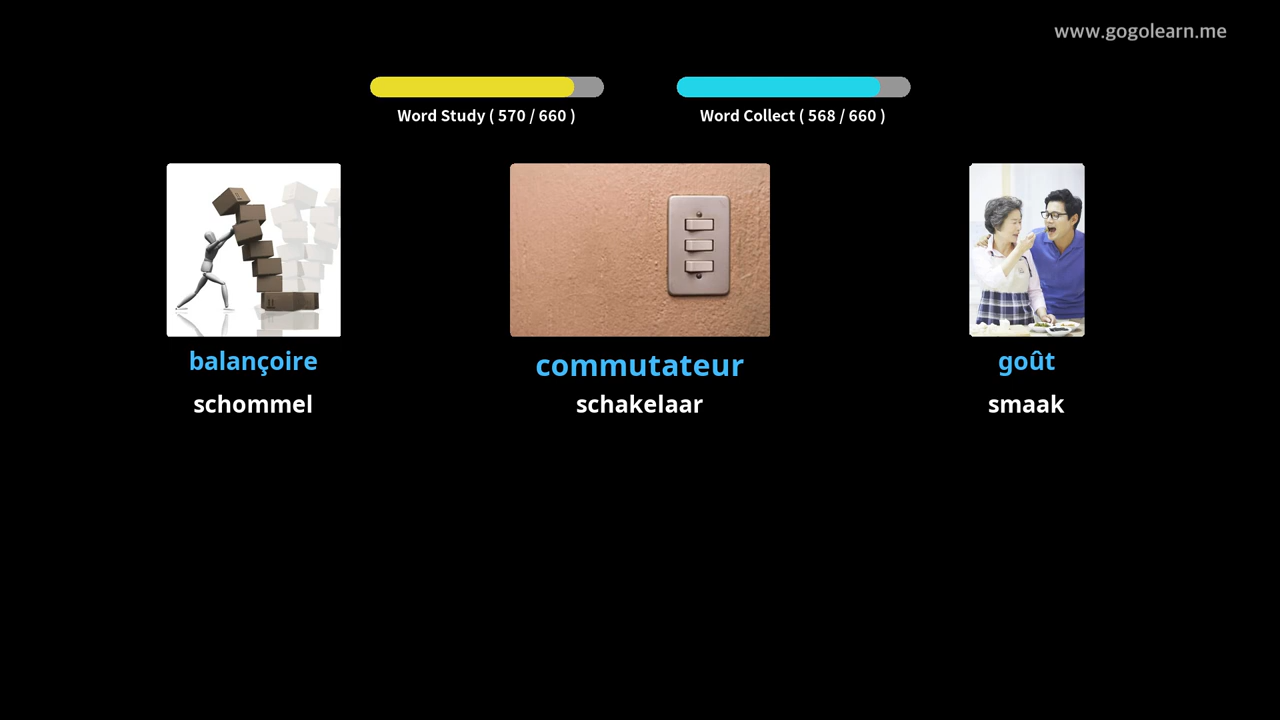 www.gogolearn.me
Word Study ( 570 / 660 )
Word Collect ( 568 / 660 )
balançoire
schommel
commutateur
schakelaar
goût
smaak